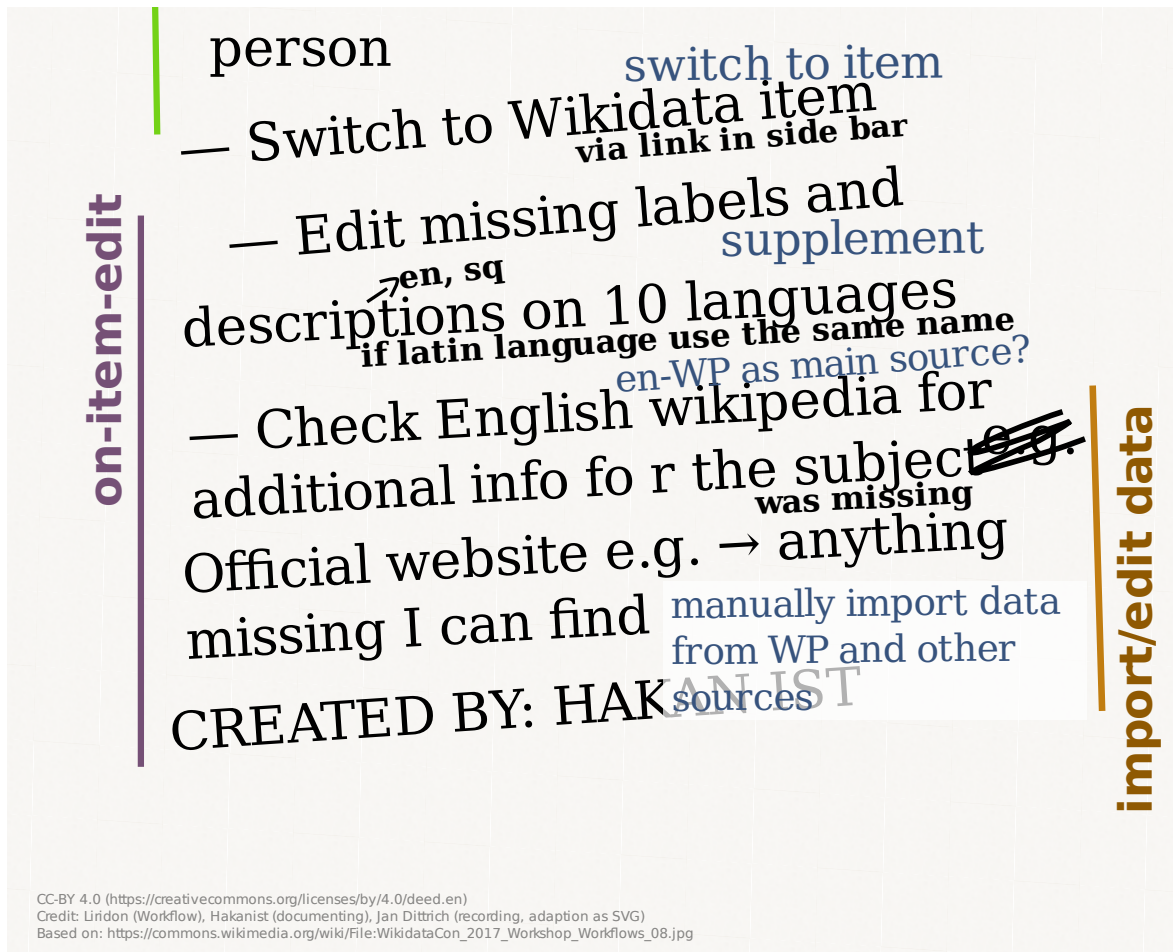 person
switch to item
— Switch to Wikidata item
via link in side bar
— Edit missing labels and
supplement
en, sq
descriptions on 10 languages
if latin language use the same name
en-WP as main source?
— Check English wikipedia for
additional info fo r the subject e.g.
was missing
Official website e.g. → anything
missing I can find
manually import data
from WP and other
sources
CREATED BY: HAKAN IST
on-item-edit
import/edit data
CC-BY 4.0 (https://creativecommons.org/licenses/by/4.0/deed.en)
Credit: Liridon (Workflow), Hakanist (documenting), Jan Dittrich (recording, adaption as SVG)
Based on: https://commons.wikimedia.org/wiki/File:WikidataCon_2017_Workshop_Workflows_08.jpg